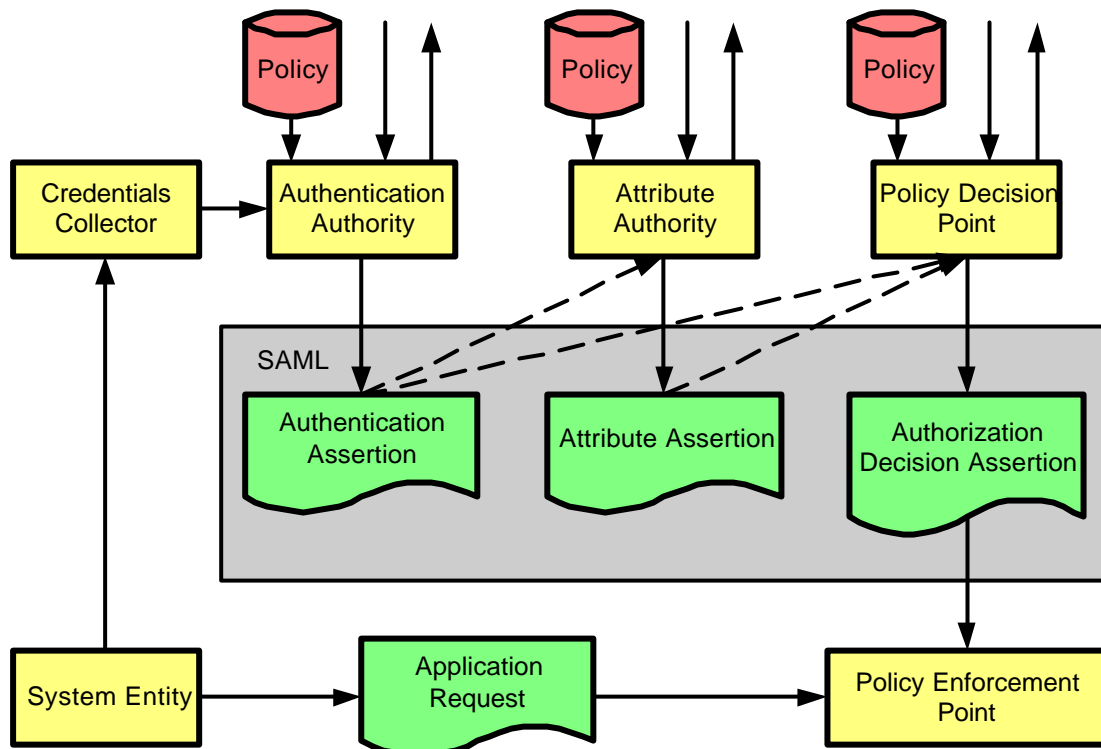 Policy
Policy
Policy
Credentials
Collector
Authentication
Authority
Attribute
Authority
Policy Decision
Point
SAML
Authentication
Assertion
Attribute Assertion
Authorization
Decision Assertion
System Entity
Application
Request
Policy Enforcement
Point